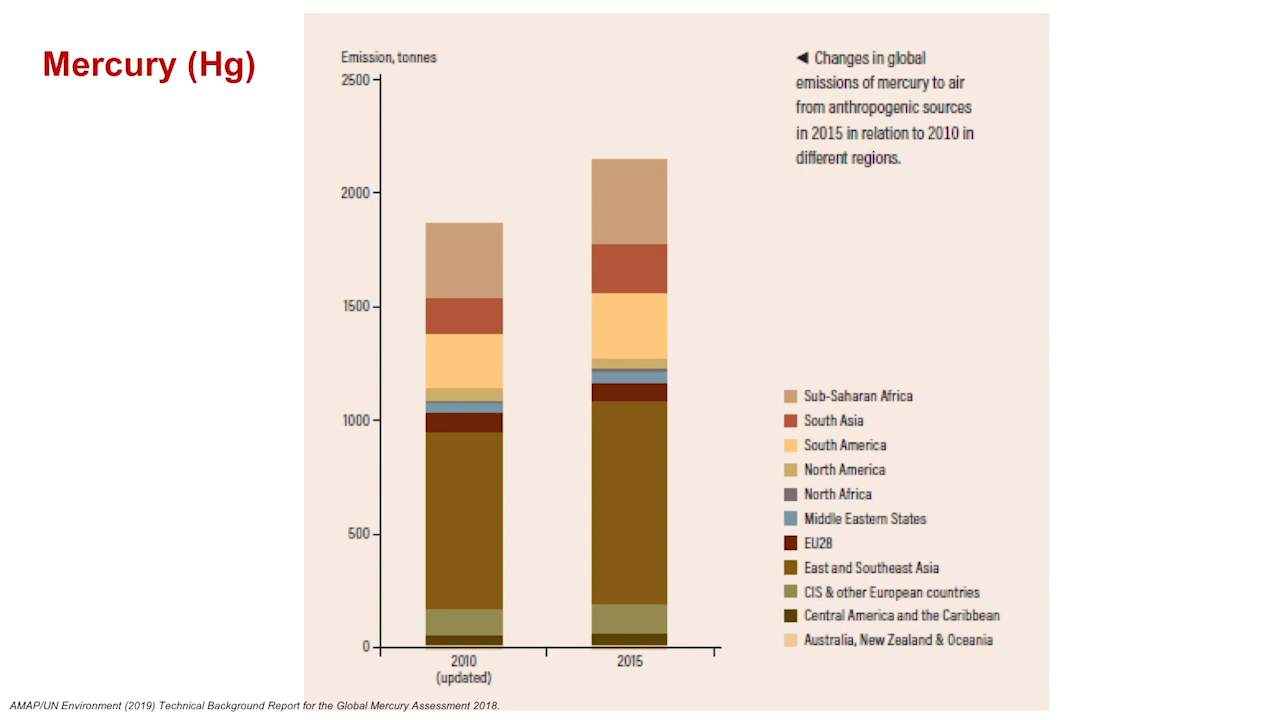 Mercury (Hg)
Emission, tonnes
2500
2000
1500
1000
500
0
2010
(updated)
2015
◄ Changes in global
emissions of mercury to air
from anthropogenic sources
in 2015 in relation to 2010 in
different regions.
Sub-Saharan Africa
South Asia
South America
North America
North Africa
Middle Eastern States
EU28
East and Southeast Asia
CIS & other European countries
Central America and the Caribbean
Australia, New Zealand & Oceania
AMAP/UN Environment (2019) Technical Background Report for the Global Mercury Assessment 2018.